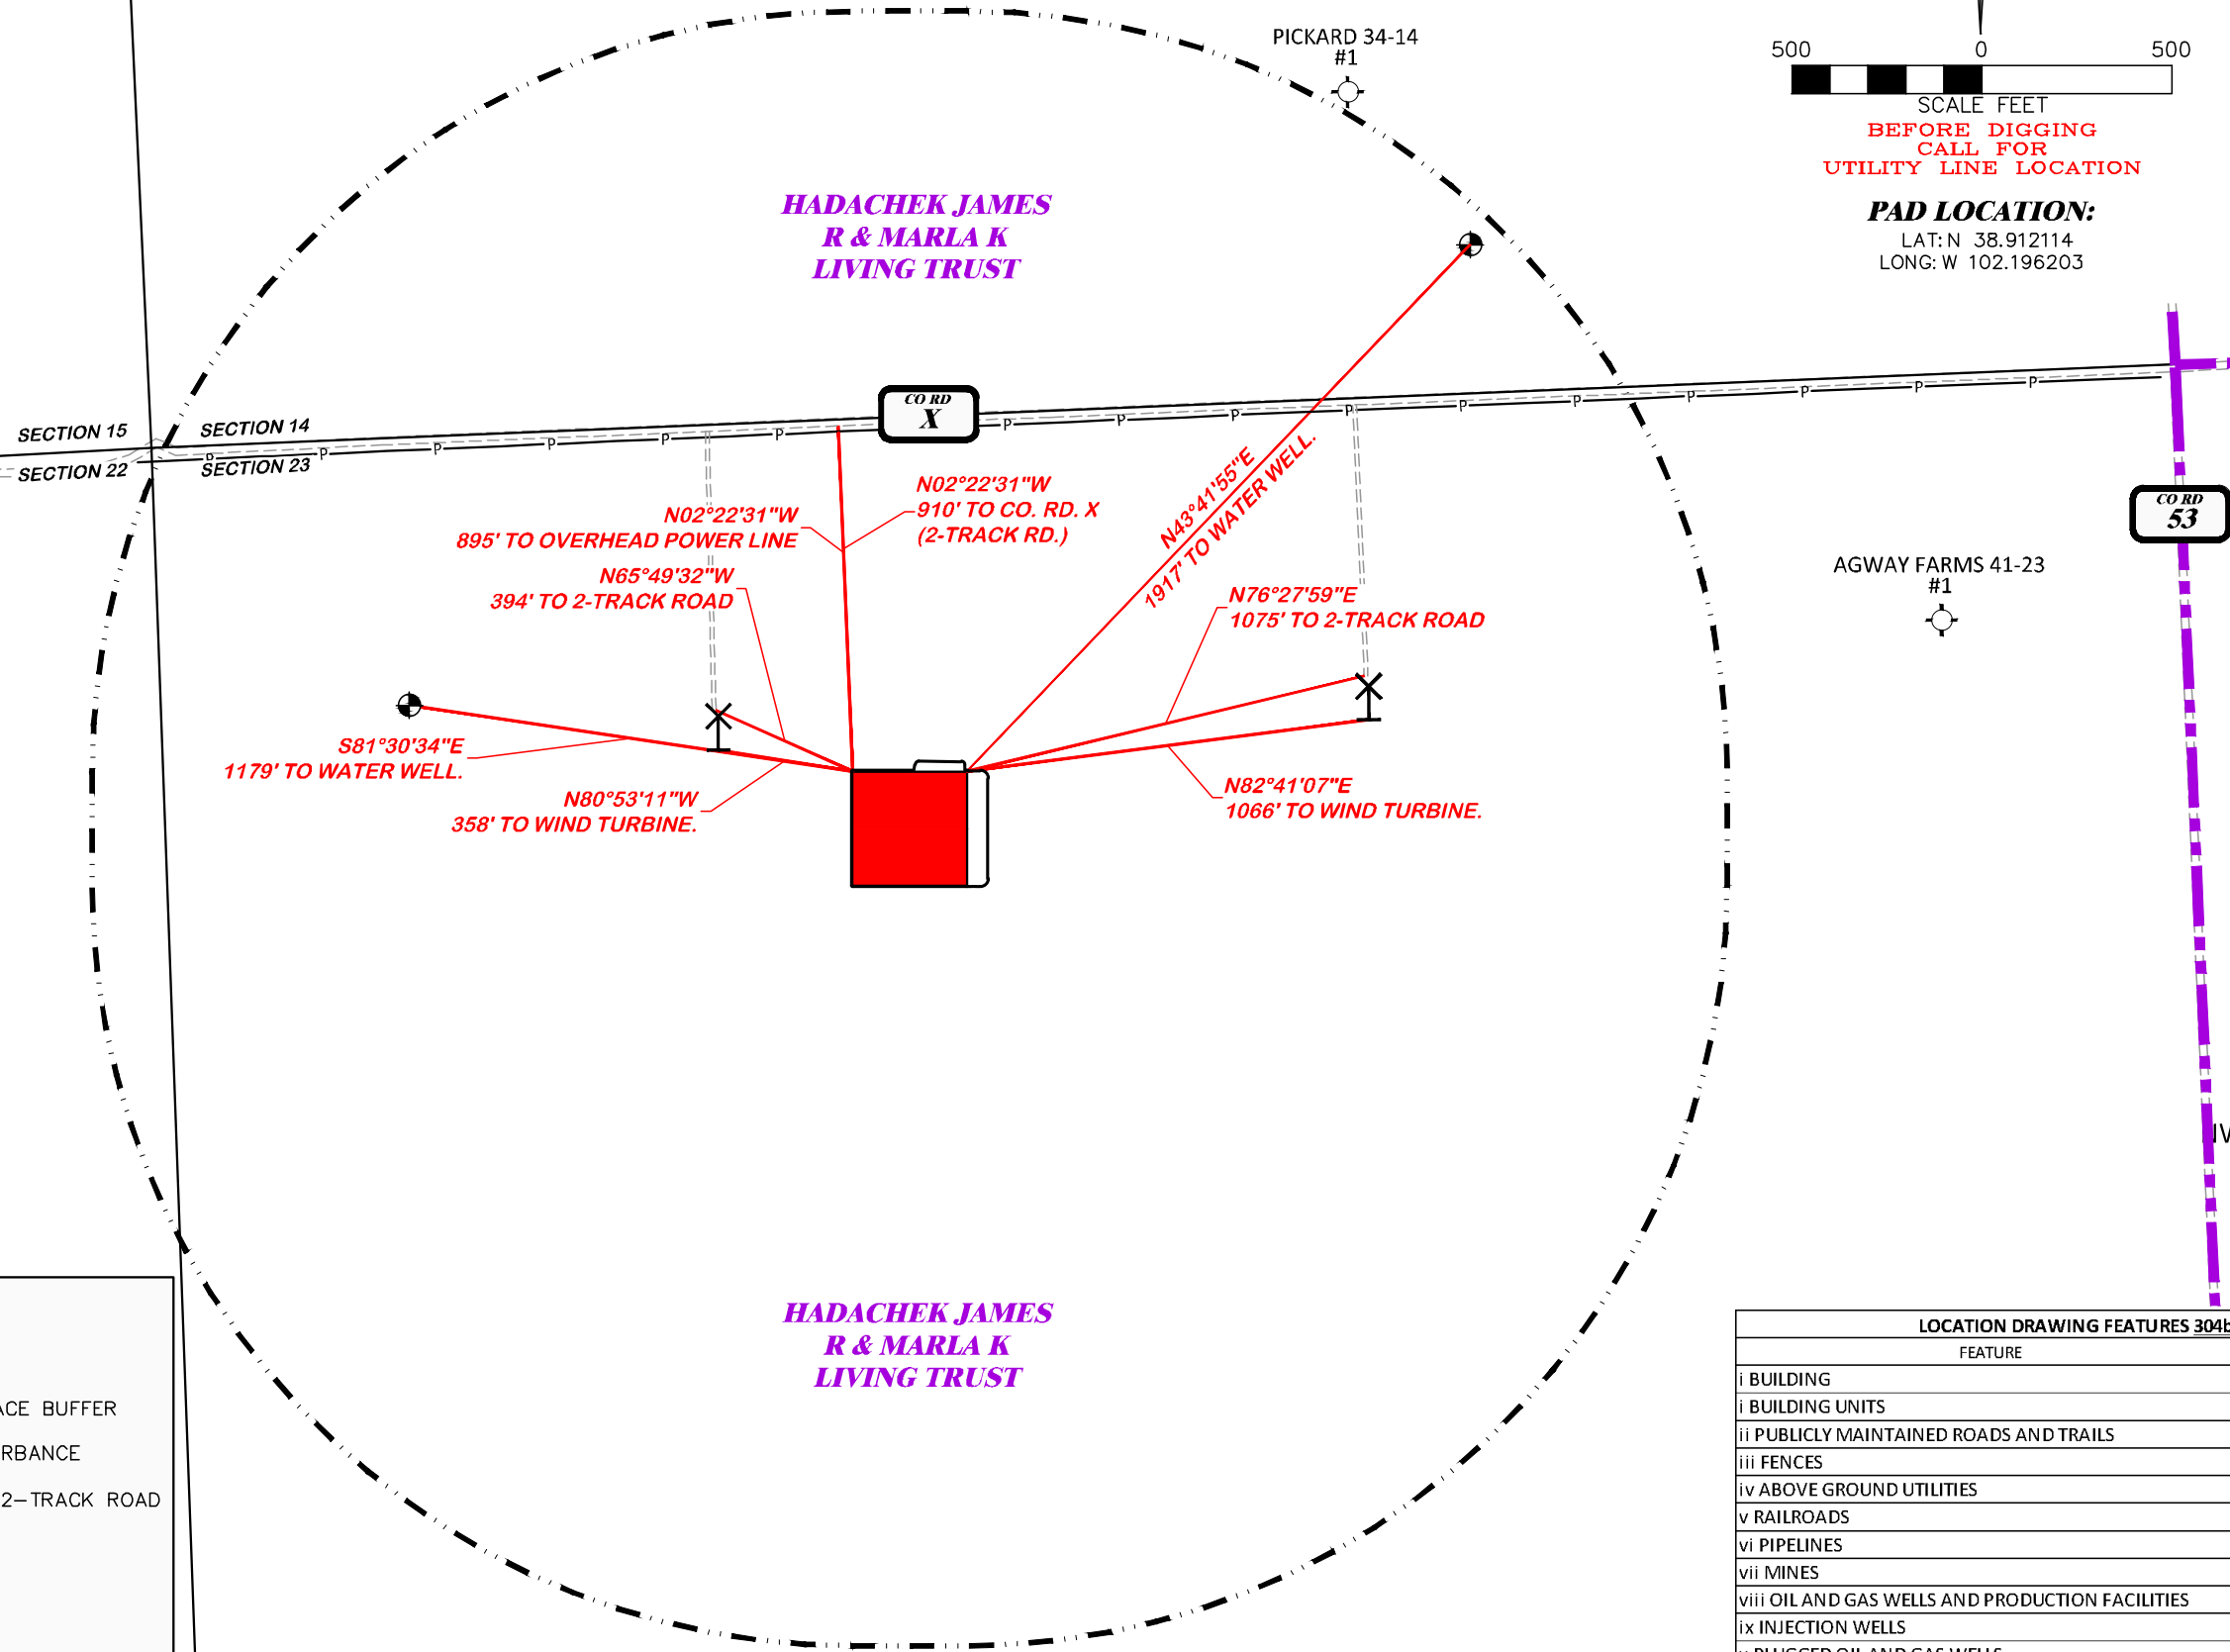 PICKARD 34-14
#1
500 0 500
SCALE FEET
BEFORE DIGGING
CALL FOR
UTILITY LINE LOCATION
PAD LOCATION:
LAT: N 38.912114
LONG: W 102.196203
HADACHEK JAMES
R & MARLA K
LIVING TRUST
CO RD
X
SECTION 15
SECTION 14
SECTION 22
SECTION 23
P P P P P P P P P P P P P P P
N02°22'31"W
910' TO CO. RD. X
(2-TRACK RD.)
N02°22'31"W
895' TO OVERHEAD POWER LINE
N65°49'32"W
394' TO 2-TRACK ROAD
N43°41'55"E
1917' TO WATER WELL.
N76°27'59"E
1075' TO 2-TRACK ROAD
CO RD
53
AGWAY FARMS 41-23
#1
S81°30'34"E
1179' TO WATER WELL.
N80°53'11"W
358' TO WIND TURBINE.
N82°41'07"E
1066' TO WIND TURBINE.
HADACHEK JAMES
R & MARLA K
LIVING TRUST
ACE BUFFER
RBANCE
2-TRACK ROAD
LOCATION DRAWING FEATURES 304b
FEATURE
i BUILDING
i BUILDING UNITS
ii PUBLICLY MAINTAINED ROADS AND TRAILS
iii FENCES
iv ABOVE GROUND UTILITIES
v RAILROADS
vi PIPELINES
vii MINES
viii OIL AND GAS WELLS AND PRODUCTION FACILITIES
ix INJECTION WELLS
x PLUGGED OIL AND GAS WELLS